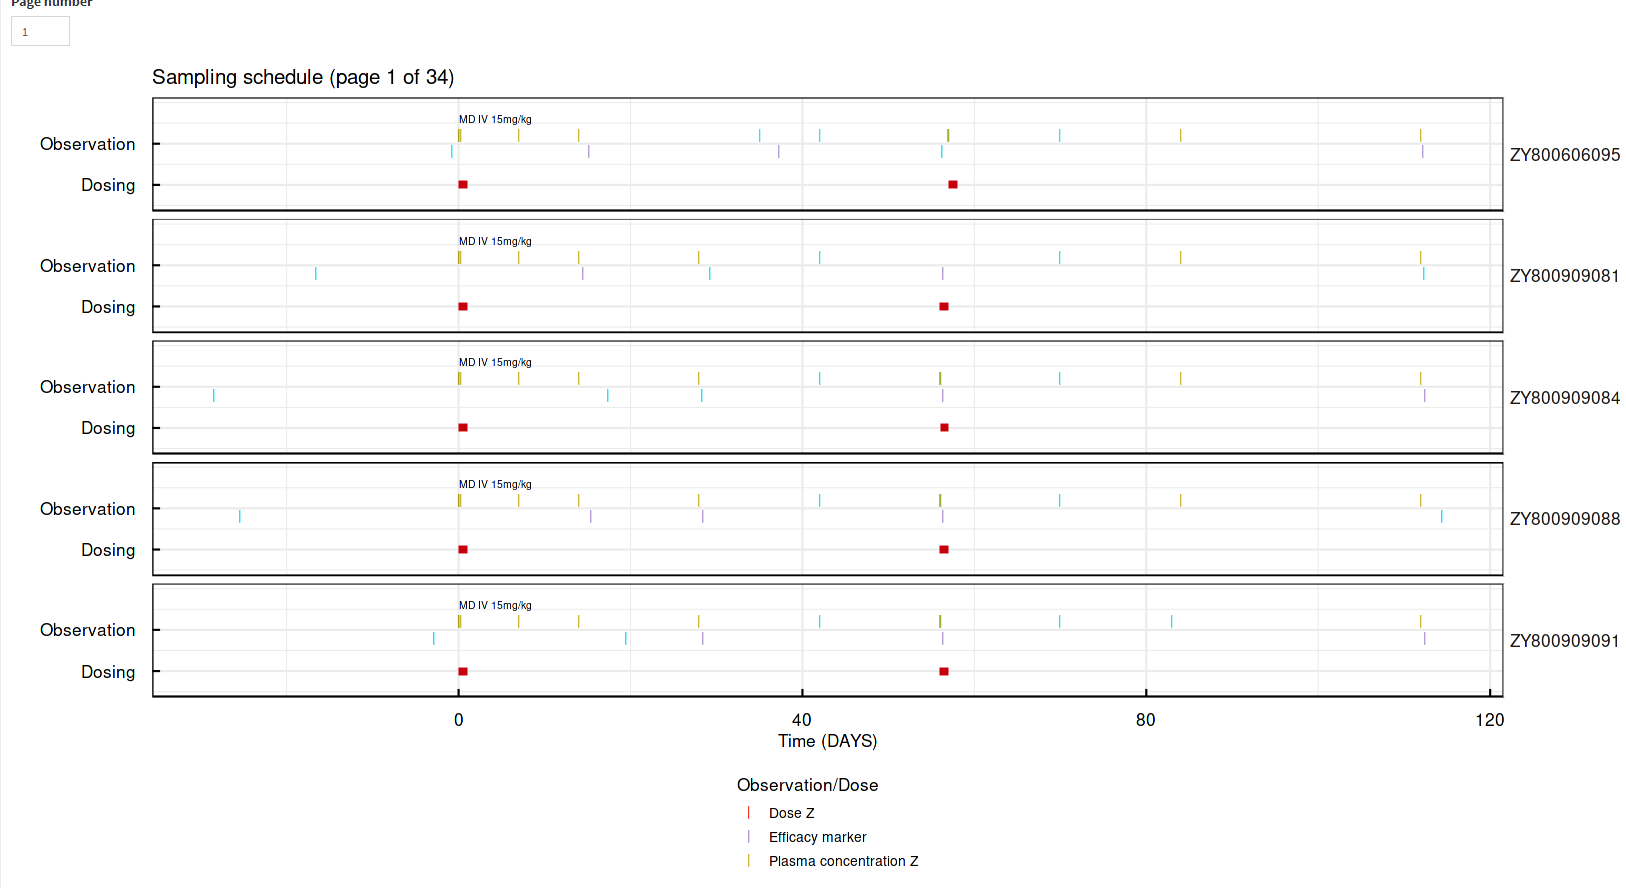 Page number
1
Sampling schedule (page 1 of 34)
MD IV 15mg/kg
Observation
Dosing
ZY800606095
MD IV 15mg/kg
Observation
Dosing
ZY800909081
MD IV 15mg/kg
Observation
Dosing
ZY800909084
MD IV 15mg/kg
Observation
Dosing
ZY800909088
MD IV 15mg/kg
Observation
Dosing
ZY800909091
0 40 80 120
Time (DAYS)
Observation/Dose
Dose Z
Efficacy marker
Plasma concentration Z